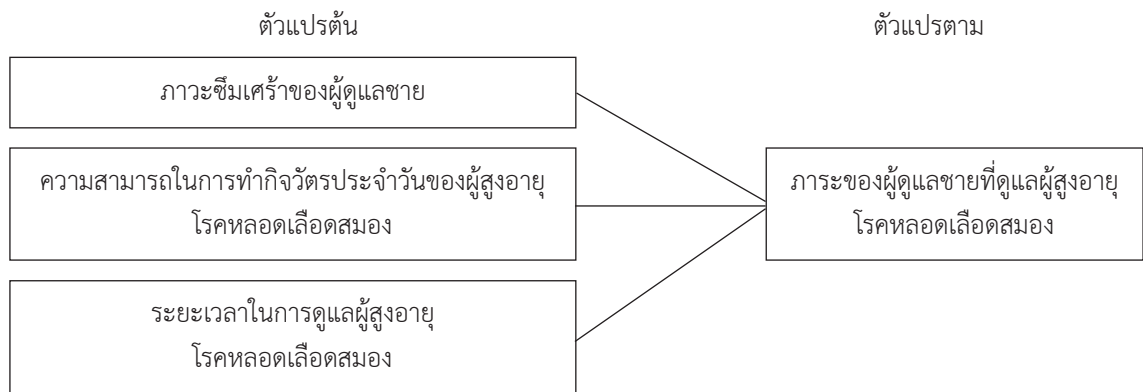 ตัวแปรต้น
ตัวแปรตาม
ภาวะซึมเศร้าของผู้ดูแลชาย
ความสามารถในการทำกิจวัตรประจำวันของผู้สูงอายุ
โรคหลอดเลือดสมอง
ภาระของผู้ดูแลชายที่ดูแลผู้สูงอายุ
โรคหลอดเลือดสมอง
ระยะเวลาในการดูแลผู้สูงอายุ
โรคหลอดเลือดสมอง